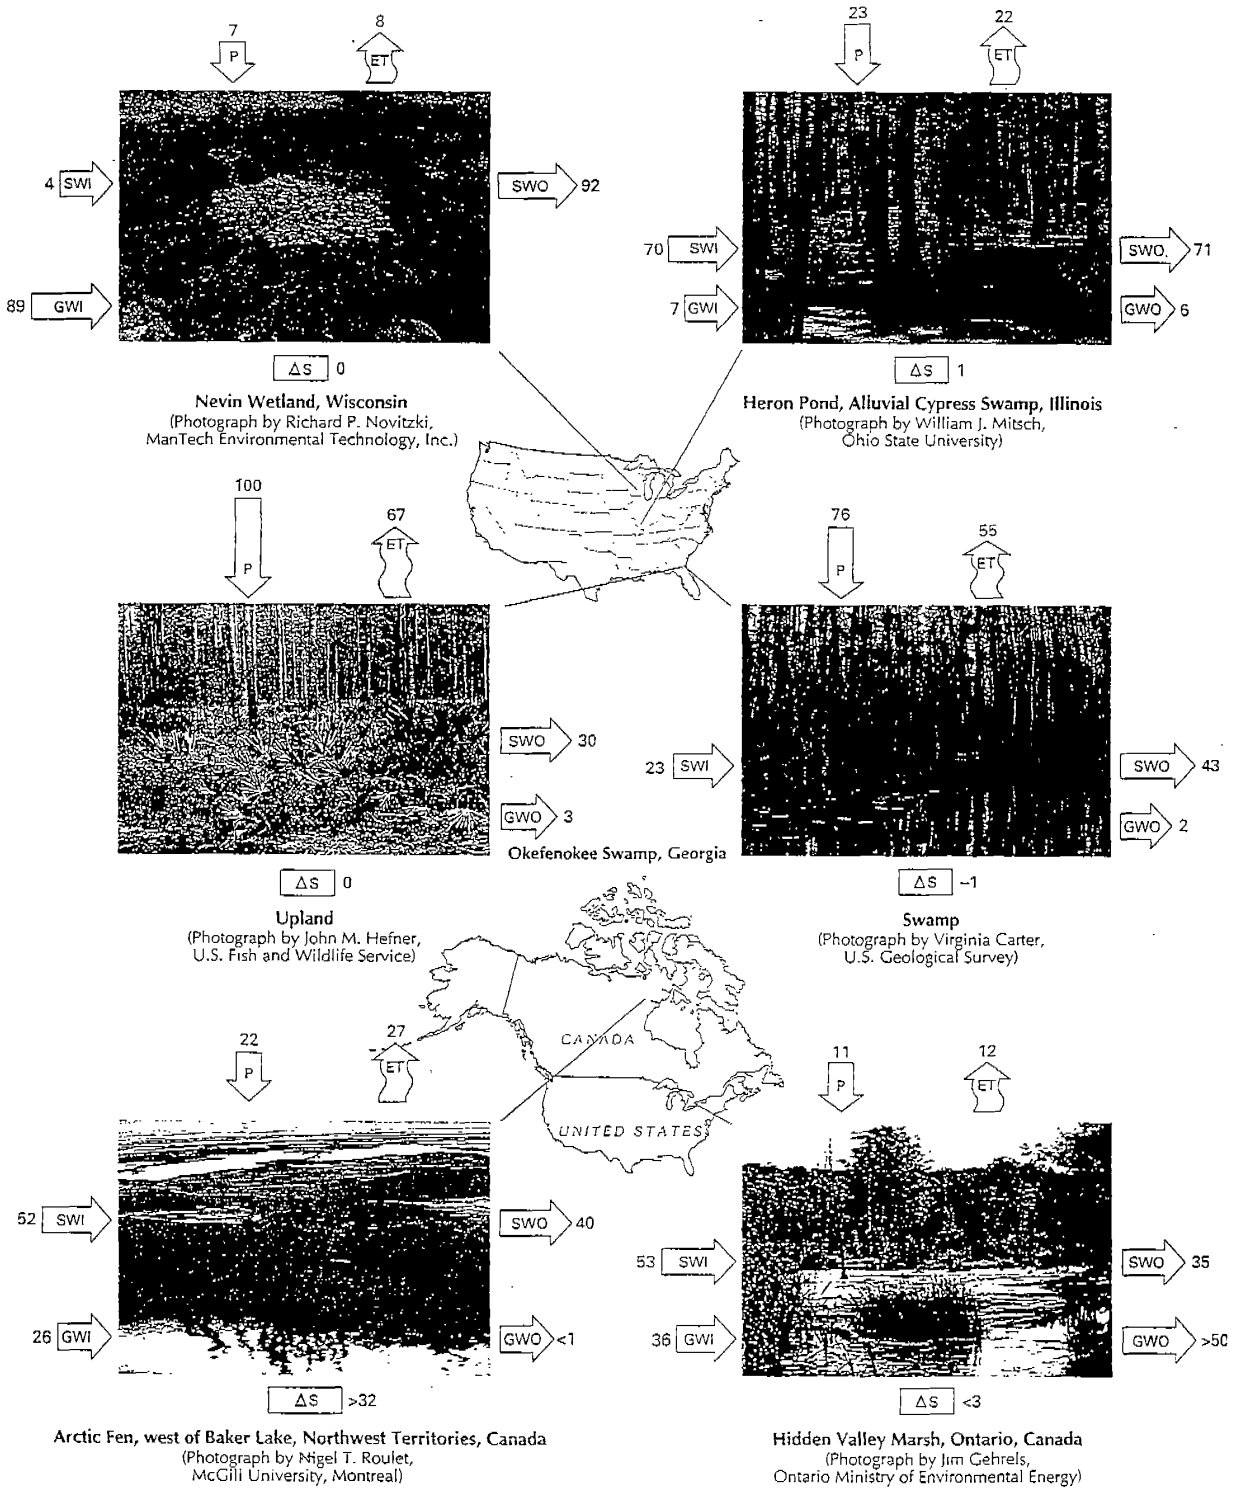 7
8
P
ET
4 SWI
SWO 92
89 GWI
ΔS 0
Nevin Wetland, Wisconsin
(Photograph by Richard P. Novitzki,
ManTech Environmental Technology, Inc.)
23
22
P
ET
70 SWI
SWO 71
7 GWI
GWO 6
ΔS 1
Heron Pond, Alluvial Cypress Swamp, Illinois
(Photograph by William J. Mitsch,
Ohio State University)
100
67
P
ET
SWO 30
GWO 3
ΔS 0
Upland
(Photograph by John M. Hefner,
U.S. Fish and Wildlife Service)
Okefenokee Swamp, Georgia
76
55
P
ET
23 SWI
SWO 43
GWO 2
ΔS –1
Swamp
(Photograph by Virginia Carter,
U.S. Geological Survey)
CANADA
UNITED STATES
22
27
P
ET
52 SWI
SWO 40
26 GWI
GWO <1
ΔS >32
Arctic Fen, west of Baker Lake, Northwest Territories, Canada
(Photograph by Nigel T. Roulet,
McGill University, Montreal)
11
12
P
ET
53 SWI
SWO 35
36 GWI
GWO >50
ΔS <3
Hidden Valley Marsh, Ontario, Canada
(Photograph by Jim Gehrels,
Ontario Ministry of Environmental Energy)